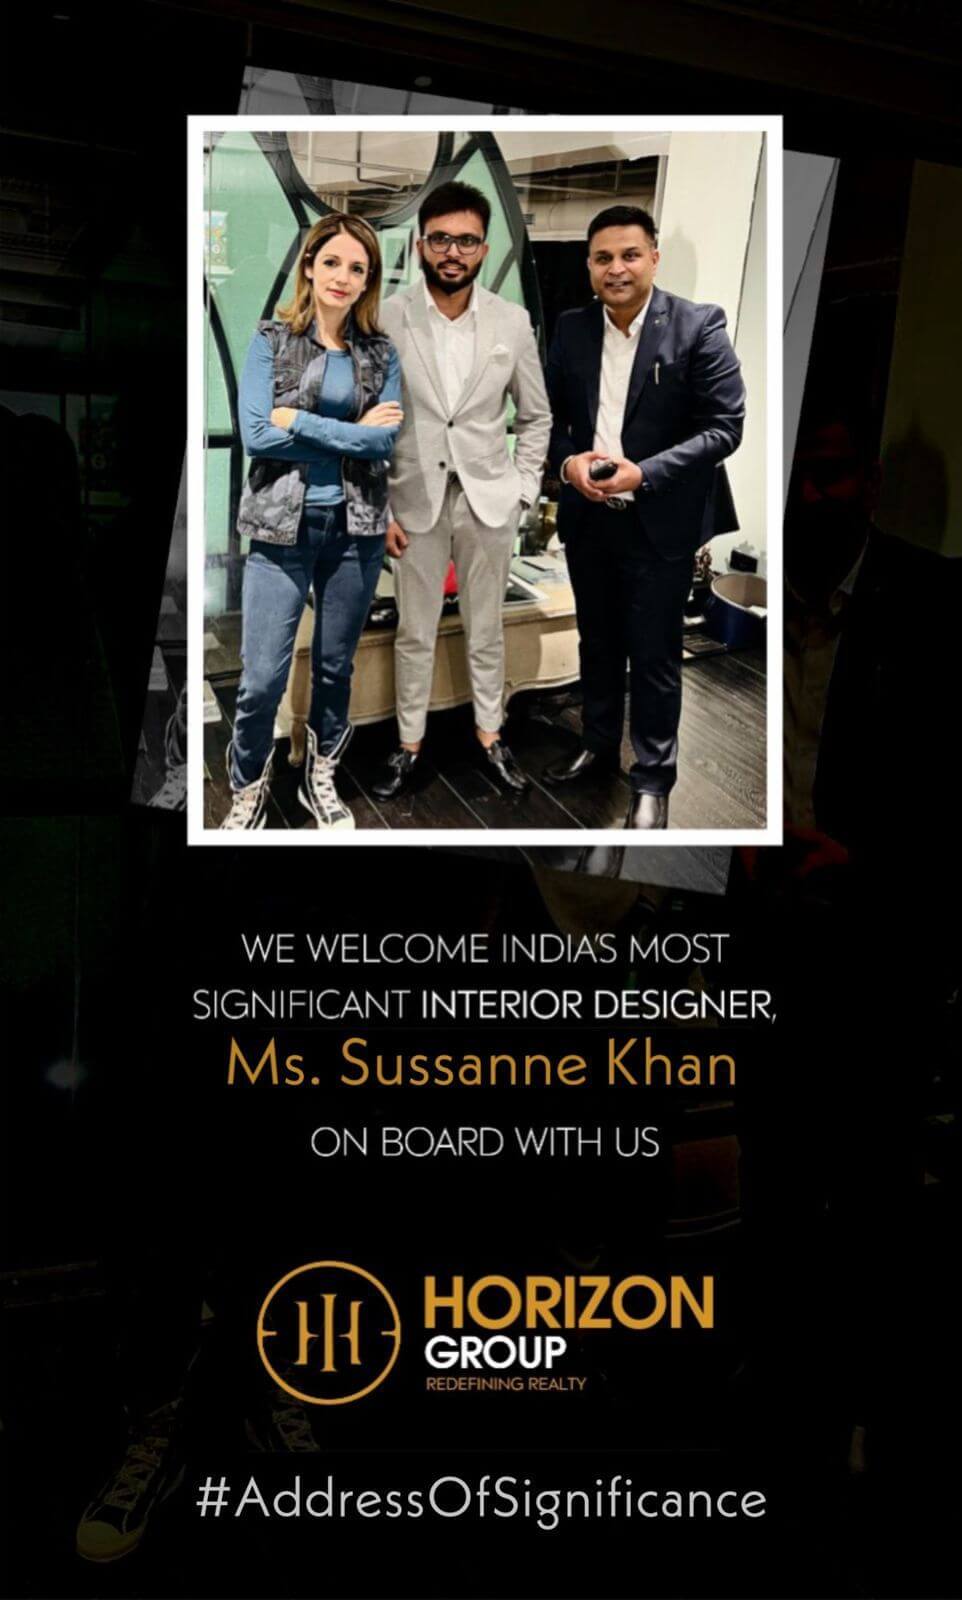 WE WELCOME INDIA'S MOST
SIGNIFICANT INTERIOR DESIGNER,
Ms. Sussanne Khan
ON BOARD WITH US
HORIZON
GROUP
REDEFINING REALTY
#AddressOfSignificance